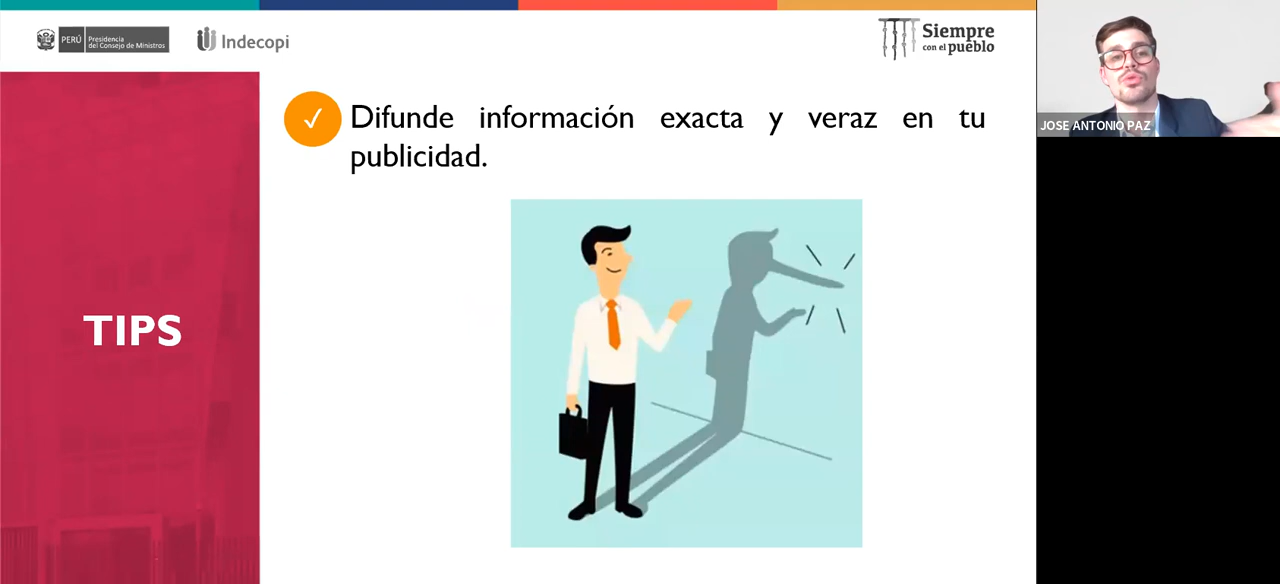 PERÚ
Presidencia
del Consejo de Ministros
Indecopi
Siempre
con el pueblo
JOSE ANTONIO PAZ
✓ Difunde información exacta y veraz en tu
publicidad.
TIPS